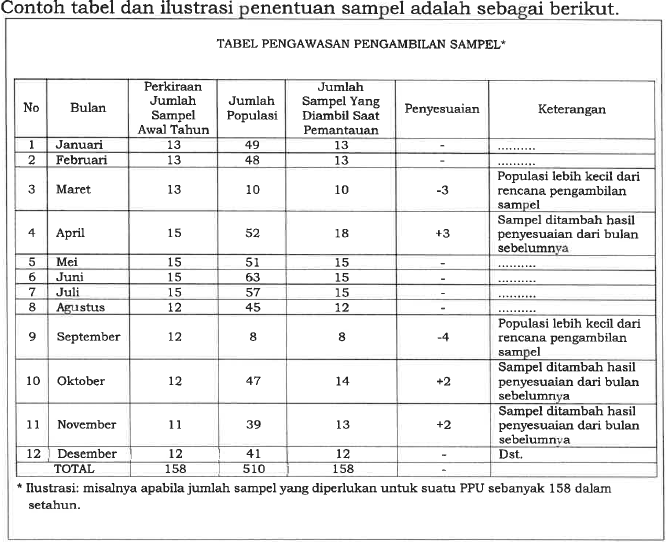 Contoh tabel dan ilustrasi penentuan sampel adalah sebagai berikut.
TABEL PENGAWASAN PENGAMBILAN SAMPEL*
No Bulan Perkiraan Jumlah Sampel Awal Tahun Jumlah Populasi Jumlah Sampel Yang Diambil Saat Pemantauan Penyesuaian Keterangan
1 Januari 13 49 13 - ..........
2 Februari 13 48 13 - ..........
3 Maret 13 10 10 -3 Populasi lebih kecil dari rencana pengambilan sampel
4 April 15 52 18 +3 Sampel ditambah hasil penyesuaian dari bulan sebelumnya
5 Mei 15 51 15 - ..........
6 Juni 15 63 15 - ..........
7 Juli 15 57 15 - ..........
8 Agustus 12 45 12 - ..........
9 September 12 8 8 -4 Populasi lebih kecil dari rencana pengambilan sampel
10 Oktober 12 47 14 +2 Sampel ditambah hasil penyesuaian dari bulan sebelumnya
11 November 11 39 13 +2 Sampel ditambah hasil penyesuaian dari bulan sebelumnya
12 Desember 12 41 12 - Dst.
TOTAL 158 510 158 -
* Ilustrasi: misalnya apabila jumlah sampel yang diperlukan untuk suatu PPU sebanyak 158 dalam
setahun.